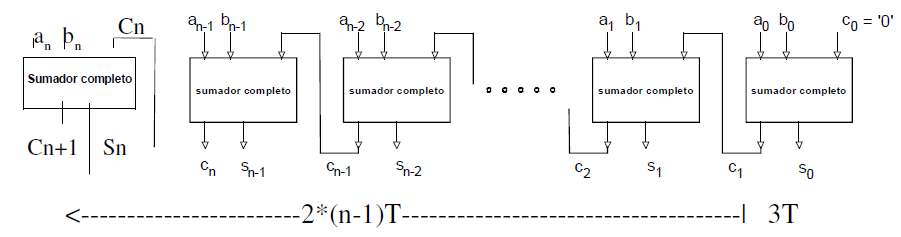 Cn
an bn
an-1 bn-1
an-2 bn-2
a1 b1
a0 b0
c0 = '0'
Sumador completo
sumador completo
sumador completo
sumador completo
sumador completo
Cn+1 Sn
cn
sn-1
cn-1
sn-2
c2
s1
c1
s0
<------------------------2*(n-1)T-------------------------------------| 3T